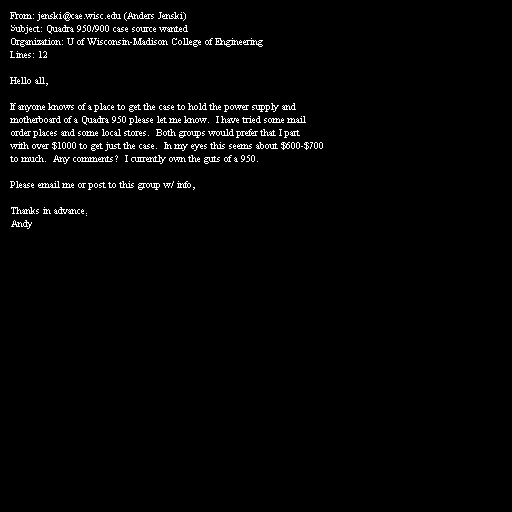 From: jenski@cae.wisc.edu (Anders Jenski)
Subject: Quadra 950/900 case source wanted
Organization: U of Wisconsin-Madison College of Engineering
Lines: 12

Hello all,

If anyone knows of a place to get the case to hold the power supply and
motherboard of a Quadra 950 please let me know.  I have tried some mail
order places and some local stores.  Both groups would prefer that I part
with over $1000 to get just the case.  In my eyes this seems about $600-$700
to much.  Any comments?  I currently own the guts of a 950.

Please email me or post to this group w/ info,

Thanks in advance,
Andy